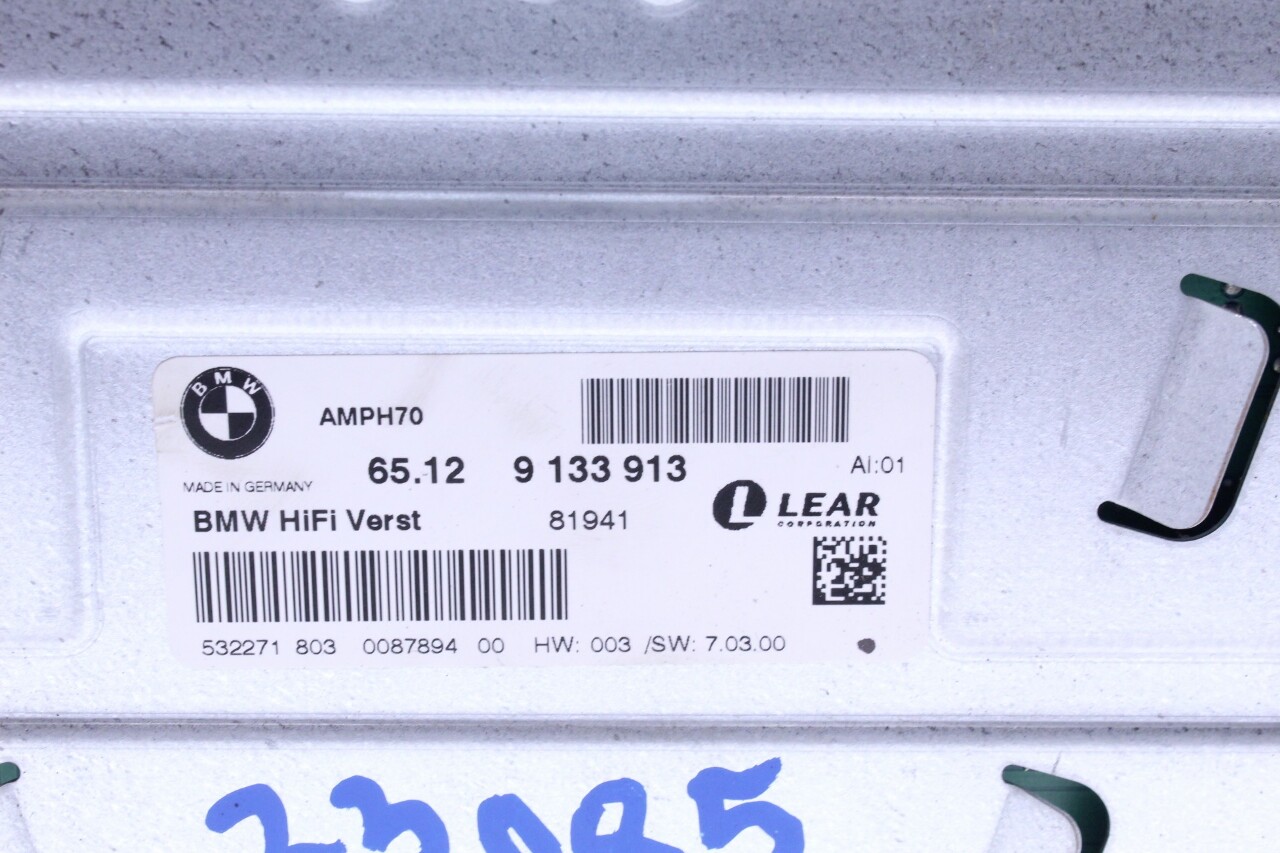 BMW
AMPH70
65.12 9 133 913
AI:01
MADE IN GERMANY
BMW HiFi Verst 81941
LEAR
CORPORATION
532271 803 0087894 00 HW: 003 /SW: 7.03.00